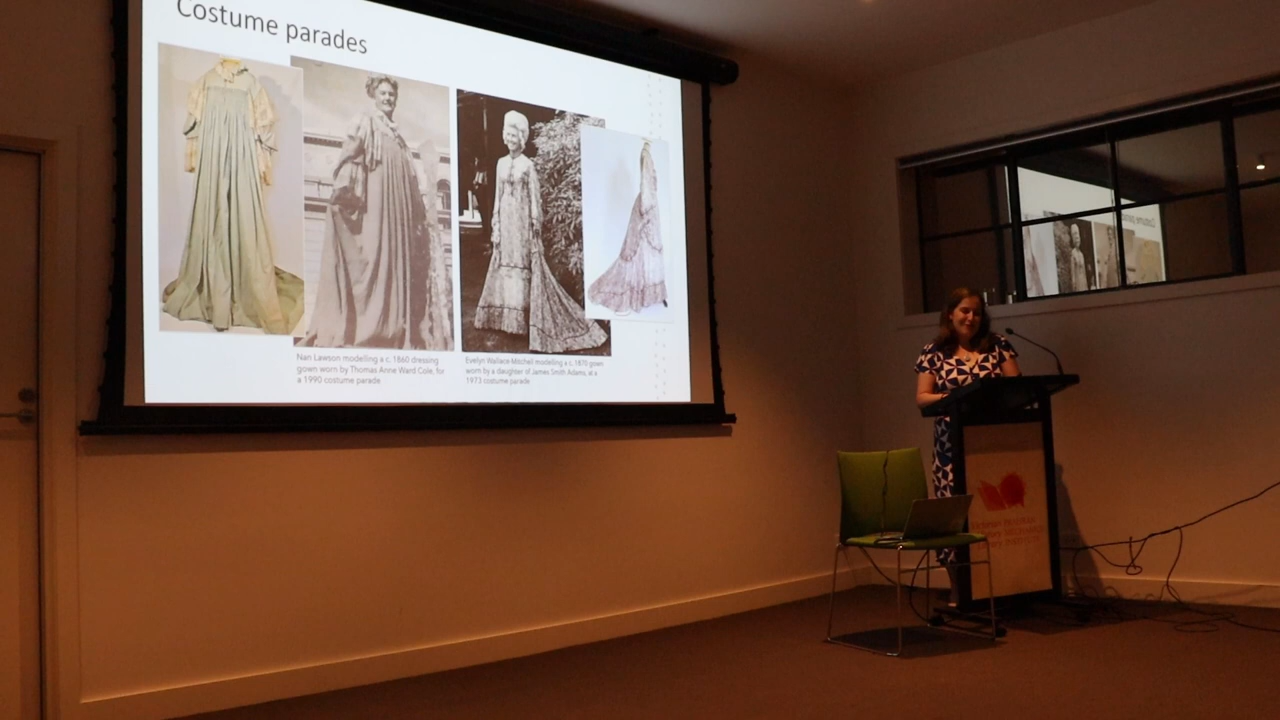 Costume parades
Nan Lawson modelling a c. 1860 dressing
gown worn by Thomas Anne Ward Cole, for
a 1990 costume parade
Evelyn Wallace-Mitchell modelling a c. 1870 gown
worn by a daughter of James Smith Adams, at a
1973 costume parade